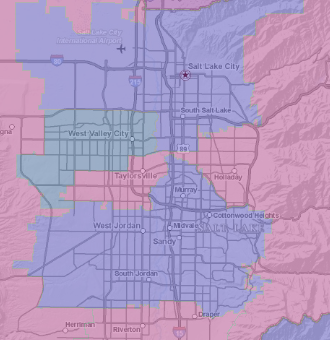 Salt Lake City
International Airport
Salt Lake City
South Salt Lake
West Valley City
Taylorsville
Holladay
Murray
Cottonwood Heights
West Jordan
Midvale
Sandy
South Jordan
Draper
Herriman
Riverton